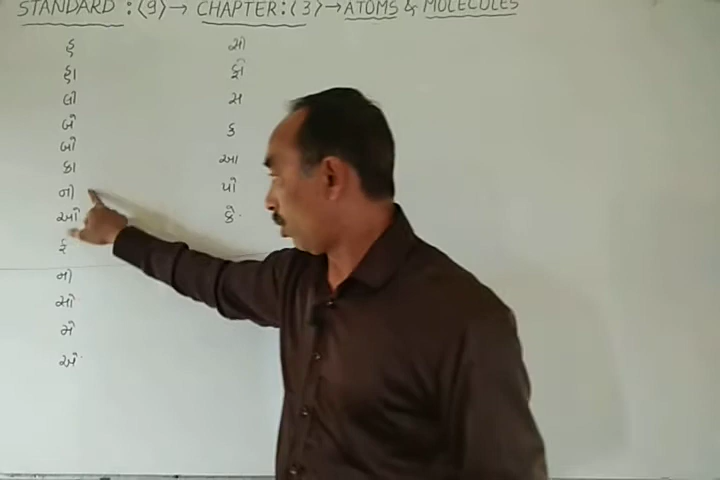 STANDARD :(9)→ CHAPTER:(3)→ATOMS & MOLECULES
હ
હા
લી
બે
બી
કા
ની
ઓ
ની
સો
મે
એ
સી
ફો
સ
ક
આ
પો
કે